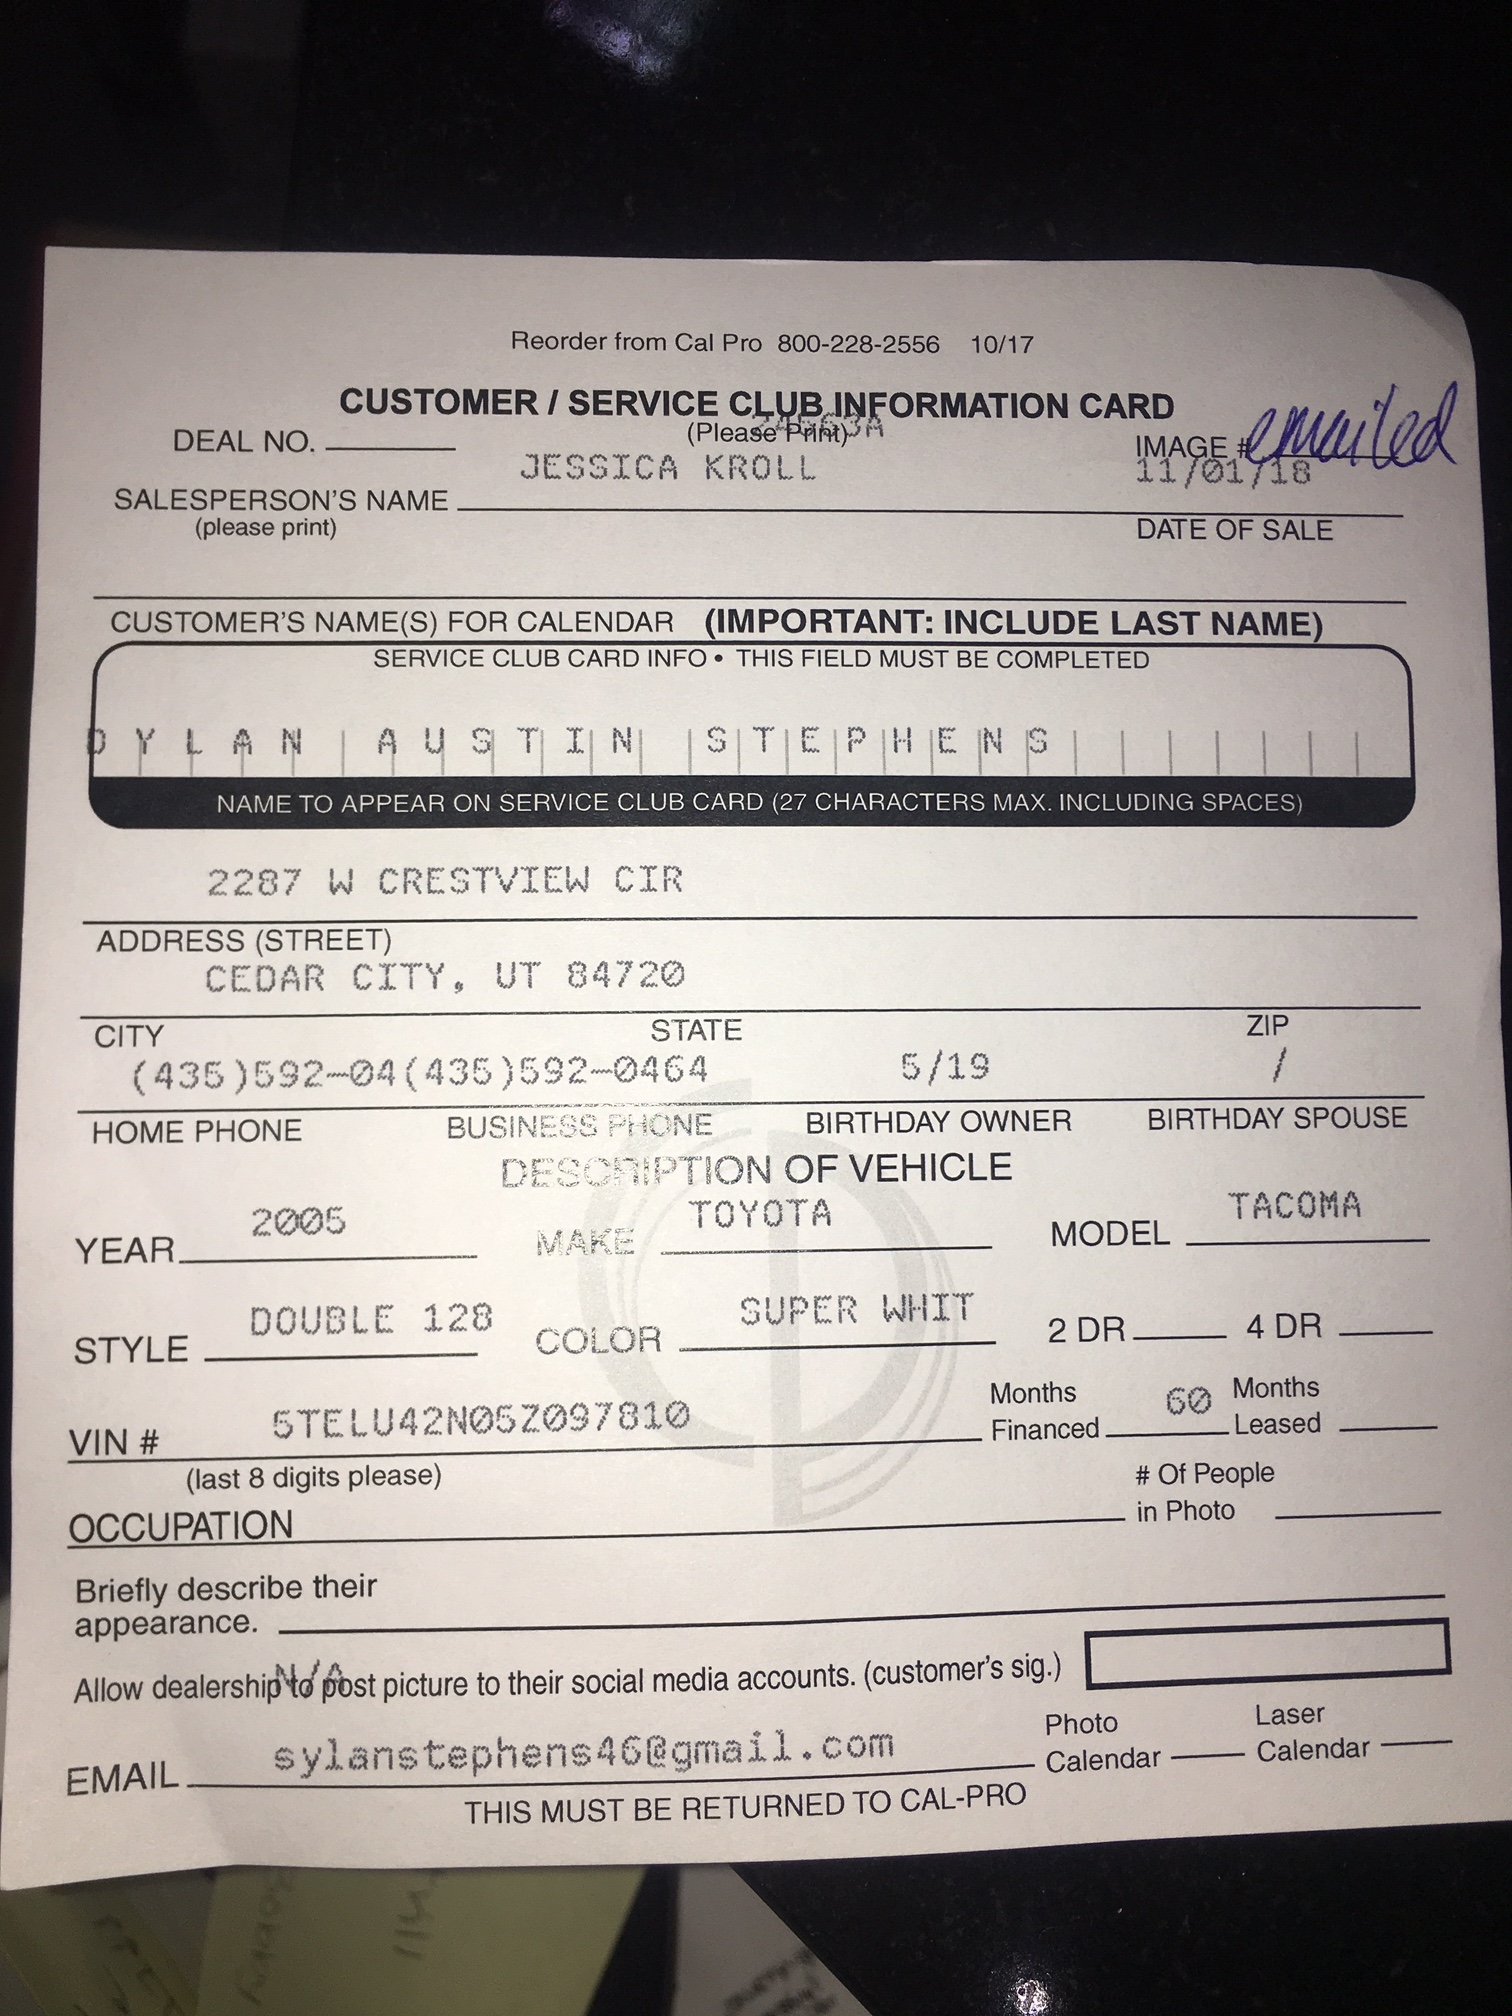 Reorder from Cal Pro 800-228-2556 10/17
CUSTOMER / SERVICE CLUB INFORMATION CARD
(Please Print)
DEAL NO.
IMAGE # emailed
JESSICA KROLL 11/01/18
SALESPERSON'S NAME
(please print) DATE OF SALE
CUSTOMER'S NAME(S) FOR CALENDAR (IMPORTANT: INCLUDE LAST NAME)
SERVICE CLUB CARD INFO • THIS FIELD MUST BE COMPLETED
DYLAN AUSTIN STEPHENS
NAME TO APPEAR ON SERVICE CLUB CARD (27 CHARACTERS MAX. INCLUDING SPACES)
2287 W CRESTVIEW CIR
ADDRESS (STREET)
CEDAR CITY, UT 84720
CITY STATE ZIP
(435)592-04(435)592-0464 5/19 /
HOME PHONE BUSINESS PHONE BIRTHDAY OWNER BIRTHDAY SPOUSE
DESCRIPTION OF VEHICLE
YEAR 2005 MAKE TOYOTA MODEL TACOMA
STYLE DOUBLE 128 COLOR SUPER WHIT 2 DR 4 DR
VIN # 5TELU42N05Z097810 Months Financed 60 Months Leased
(last 8 digits please) # Of People in Photo
OCCUPATION
Briefly describe their
appearance.
N/A
Allow dealership to post picture to their social media accounts. (customer's sig.)
EMAIL sylanstephens46@gmail.com Photo Calendar Laser Calendar
THIS MUST BE RETURNED TO CAL-PRO